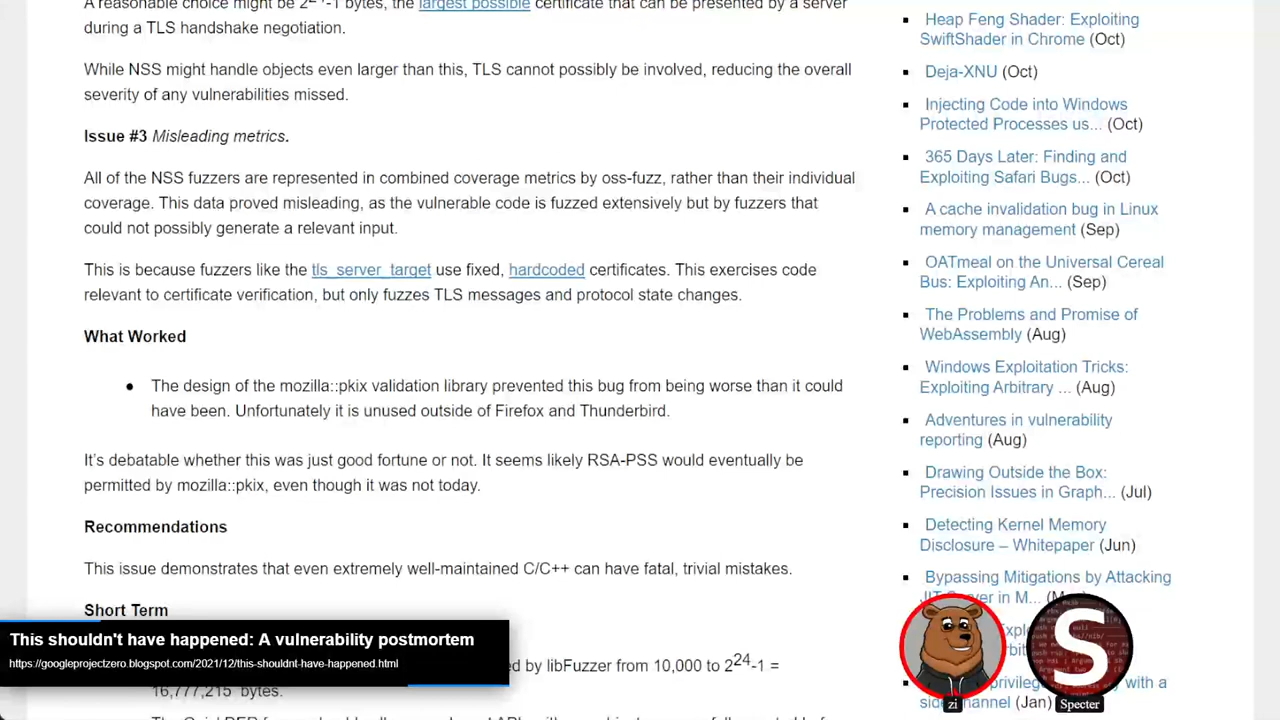 A reasonable choice might be 2^24-1 bytes, the largest possible certificate that can be presented by a server
during a TLS handshake negotiation.
While NSS might handle objects even larger than this, TLS cannot possibly be involved, reducing the overall
severity of any vulnerabilities missed.
Issue #3 Misleading metrics.
All of the NSS fuzzers are represented in combined coverage metrics by oss-fuzz, rather than their individual
coverage. This data proved misleading, as the vulnerable code is fuzzed extensively but by fuzzers that
could not possibly generate a relevant input.
This is because fuzzers like the tls_server_target use fixed, hardcoded certificates. This exercises code
relevant to certificate verification, but only fuzzes TLS messages and protocol state changes.
What Worked
● The design of the mozilla::pkix validation library prevented this bug from being worse than it could
have been. Unfortunately it is unused outside of Firefox and Thunderbird.
It's debatable whether this was just good fortune or not. It seems likely RSA-PSS would eventually be
permitted by mozilla::pkix, even though it was not today.
Recommendations
This issue demonstrates that even extremely well-maintained C/C++ can have fatal, trivial mistakes.
Short Term
d by libFuzzer from 10,000 to 2^24-1 =
16,777,215 bytes.
Heap Feng Shader: Exploiting
SwiftShader in Chrome (Oct)
Deja-XNU (Oct)
Injecting Code into Windows
Protected Processes us... (Oct)
365 Days Later: Finding and
Exploiting Safari Bugs... (Oct)
A cache invalidation bug in Linux
memory management (Sep)
OATmeal on the Universal Cereal
Bus: Exploiting An... (Sep)
The Problems and Promise of
WebAssembly (Aug)
Windows Exploitation Tricks:
Exploiting Arbitrary ... (Aug)
Adventures in vulnerability
reporting (Aug)
Drawing Outside the Box:
Precision Issues in Graph... (Jul)
Detecting Kernel Memory
Disclosure – Whitepaper (Jun)
Bypassing Mitigations by Attacking
JIT Server in M...
with a
(Jan)
This shouldn't have happened: A vulnerability postmortem
https://googleprojectzero.blogspot.com/2021/12/this-shouldnt-have-happened.html
zi
S
Specter